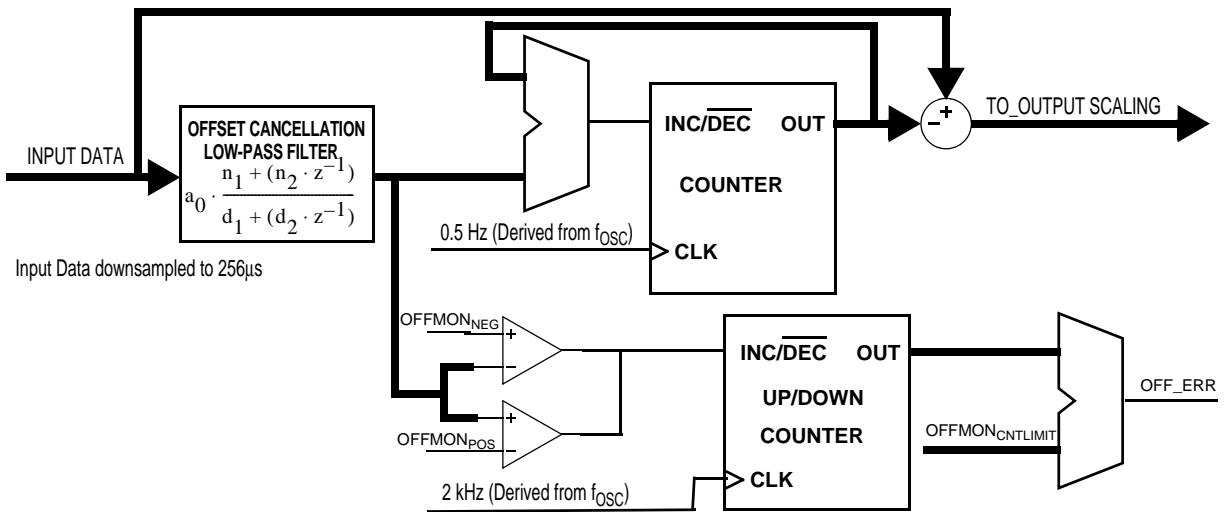 TO_OUTPUT SCALING
INC/DEC OUT
COUNTER
CLK
OFFSET CANCELLATION
LOW-PASS FILTER
a0 ⋅ n1 + (n2 ⋅ z−1)
d1 + (d2 ⋅ z−1)
INPUT DATA
− +
0.5 Hz (Derived from fOSC)
Input Data downsampled to 256μs
OFFMONNEG
+
−
+
−
OFFMONPOS
INC/DEC OUT
UP/DOWN
COUNTER
CLK
OFF_ERR
OFFMONCNTLIMIT
2 kHz (Derived from fOSC)